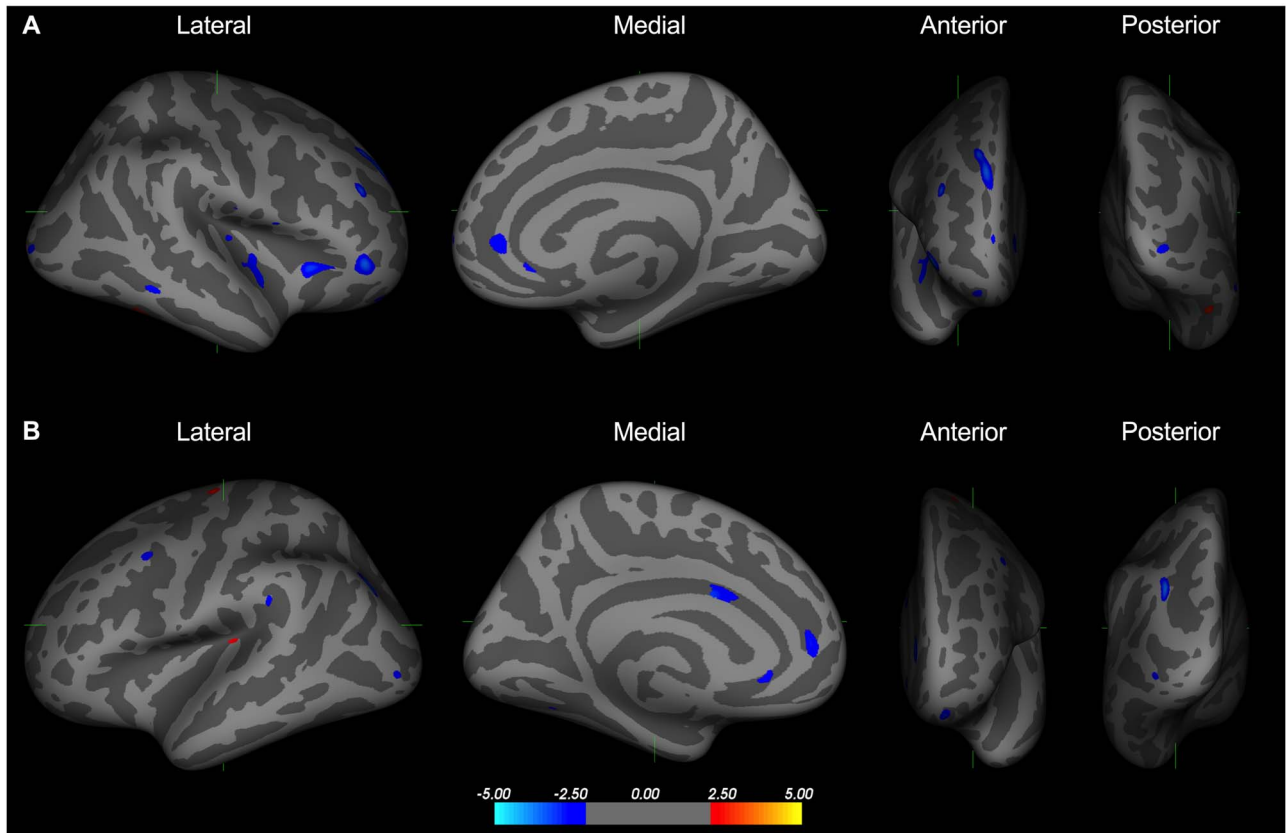 A Lateral Medial Anterior Posterior
B Lateral Medial Anterior Posterior
-5.00 -2.50 0.00 2.50 5.00